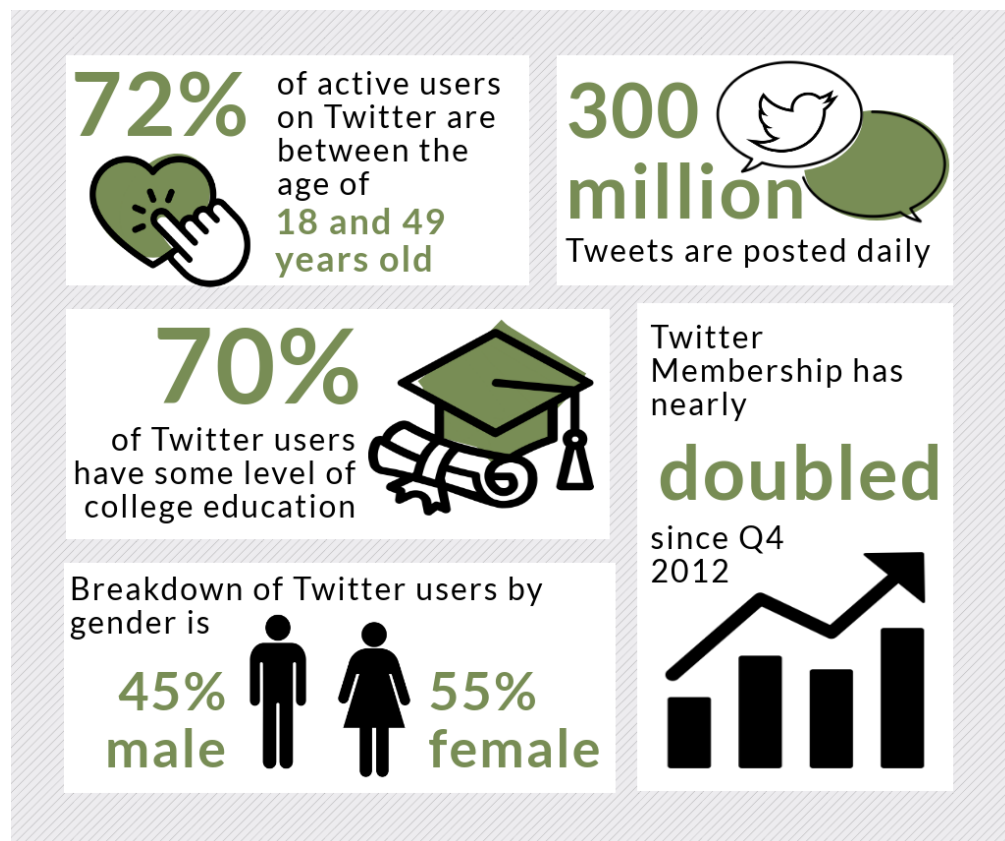 72%
of active users
on Twitter are
between the
age of
18 and 49
years old
300
million
Tweets are posted daily
70%
of Twitter users
have some level of
college education
Twitter
Membership has
nearly
doubled
since Q4
2012
Breakdown of Twitter users by
gender is
45%
male
55%
female